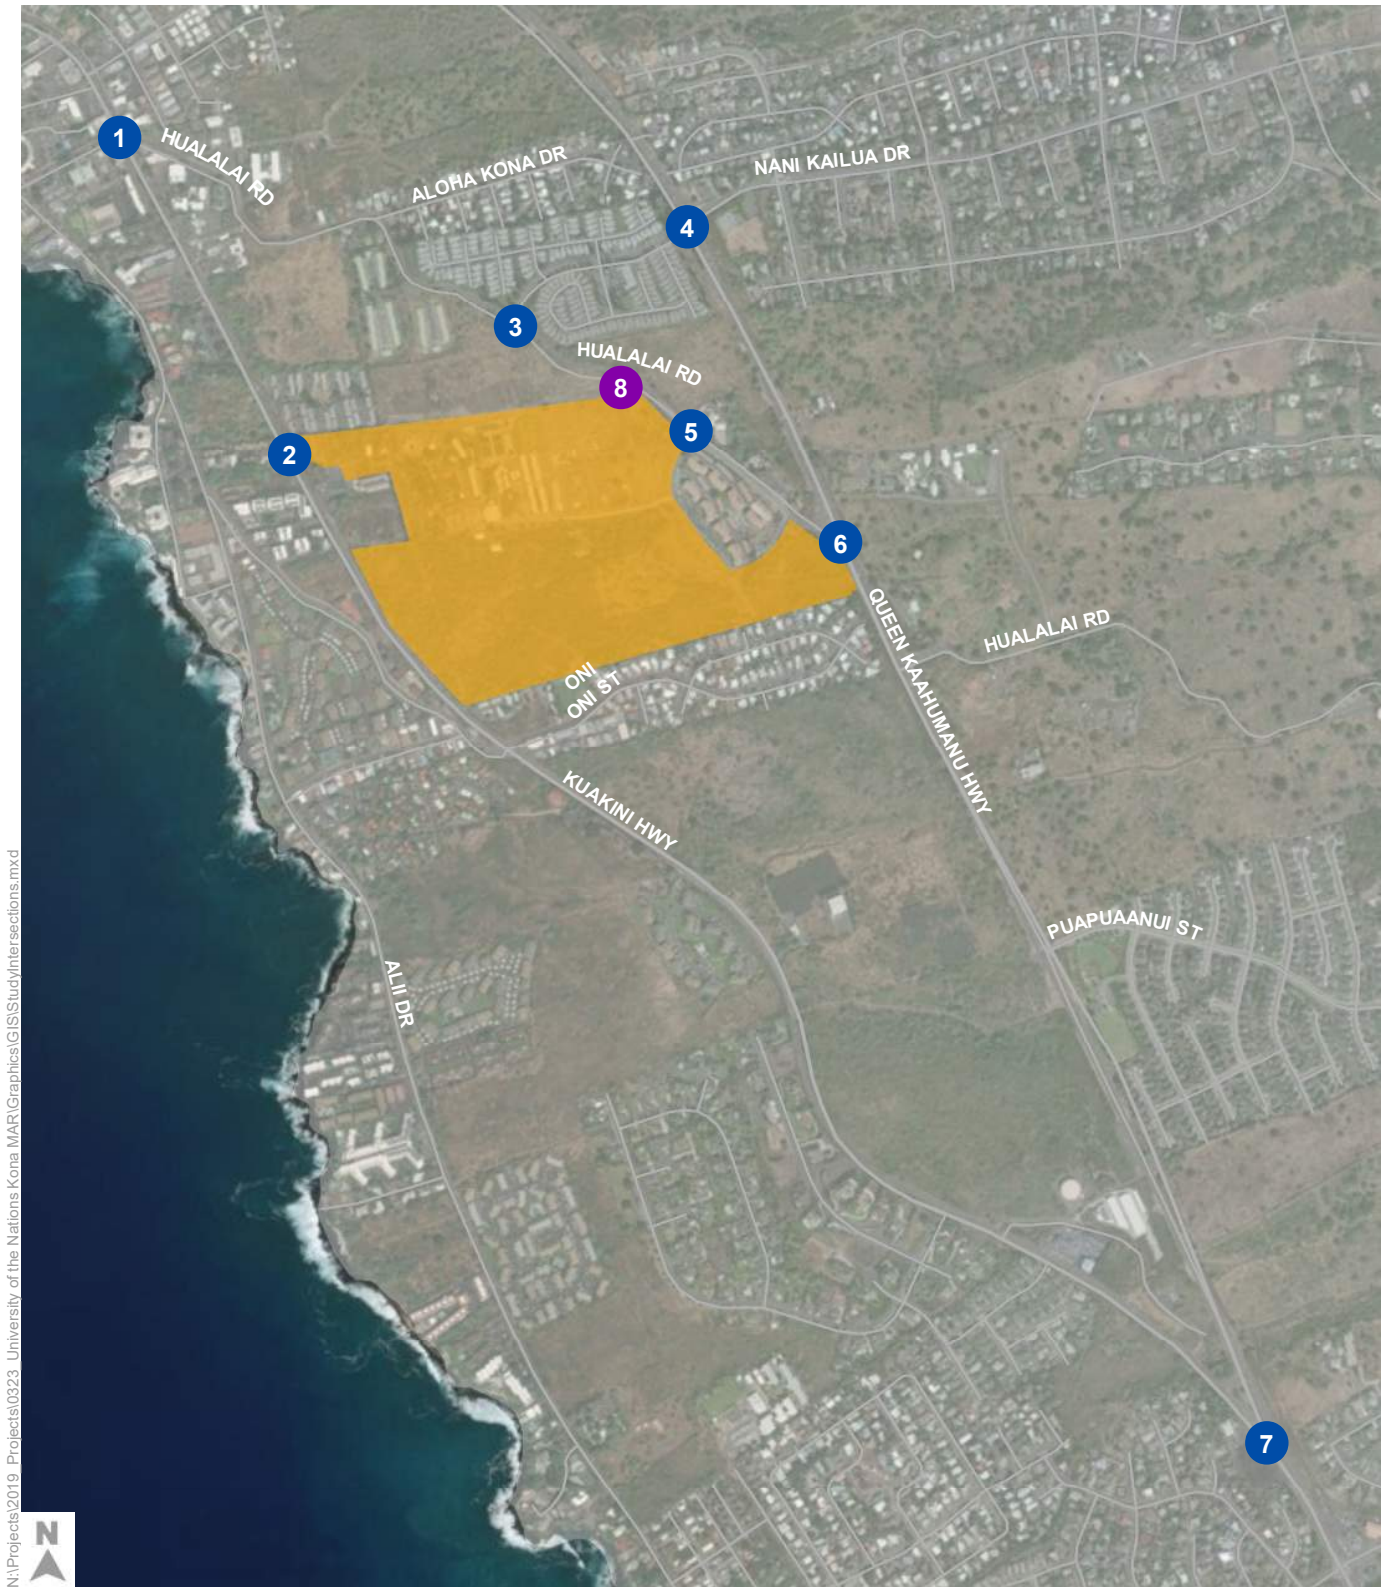 1
HUALALAI RD
ALOHA KONA DR
NANI KAILUA DR
4
3
HUALALAI RD
8
5
2
6
QUEEN KAAHUMANU HWY
HUALALAI RD
ONI
ONI ST
KUAKINI HWY
PUAPUAANUI ST
ALII DR
7
N
N:\Projects\2019_Projects\0323_University of the Nations Kona MAR\Graphics\GIS\StudyIntersections.mxd